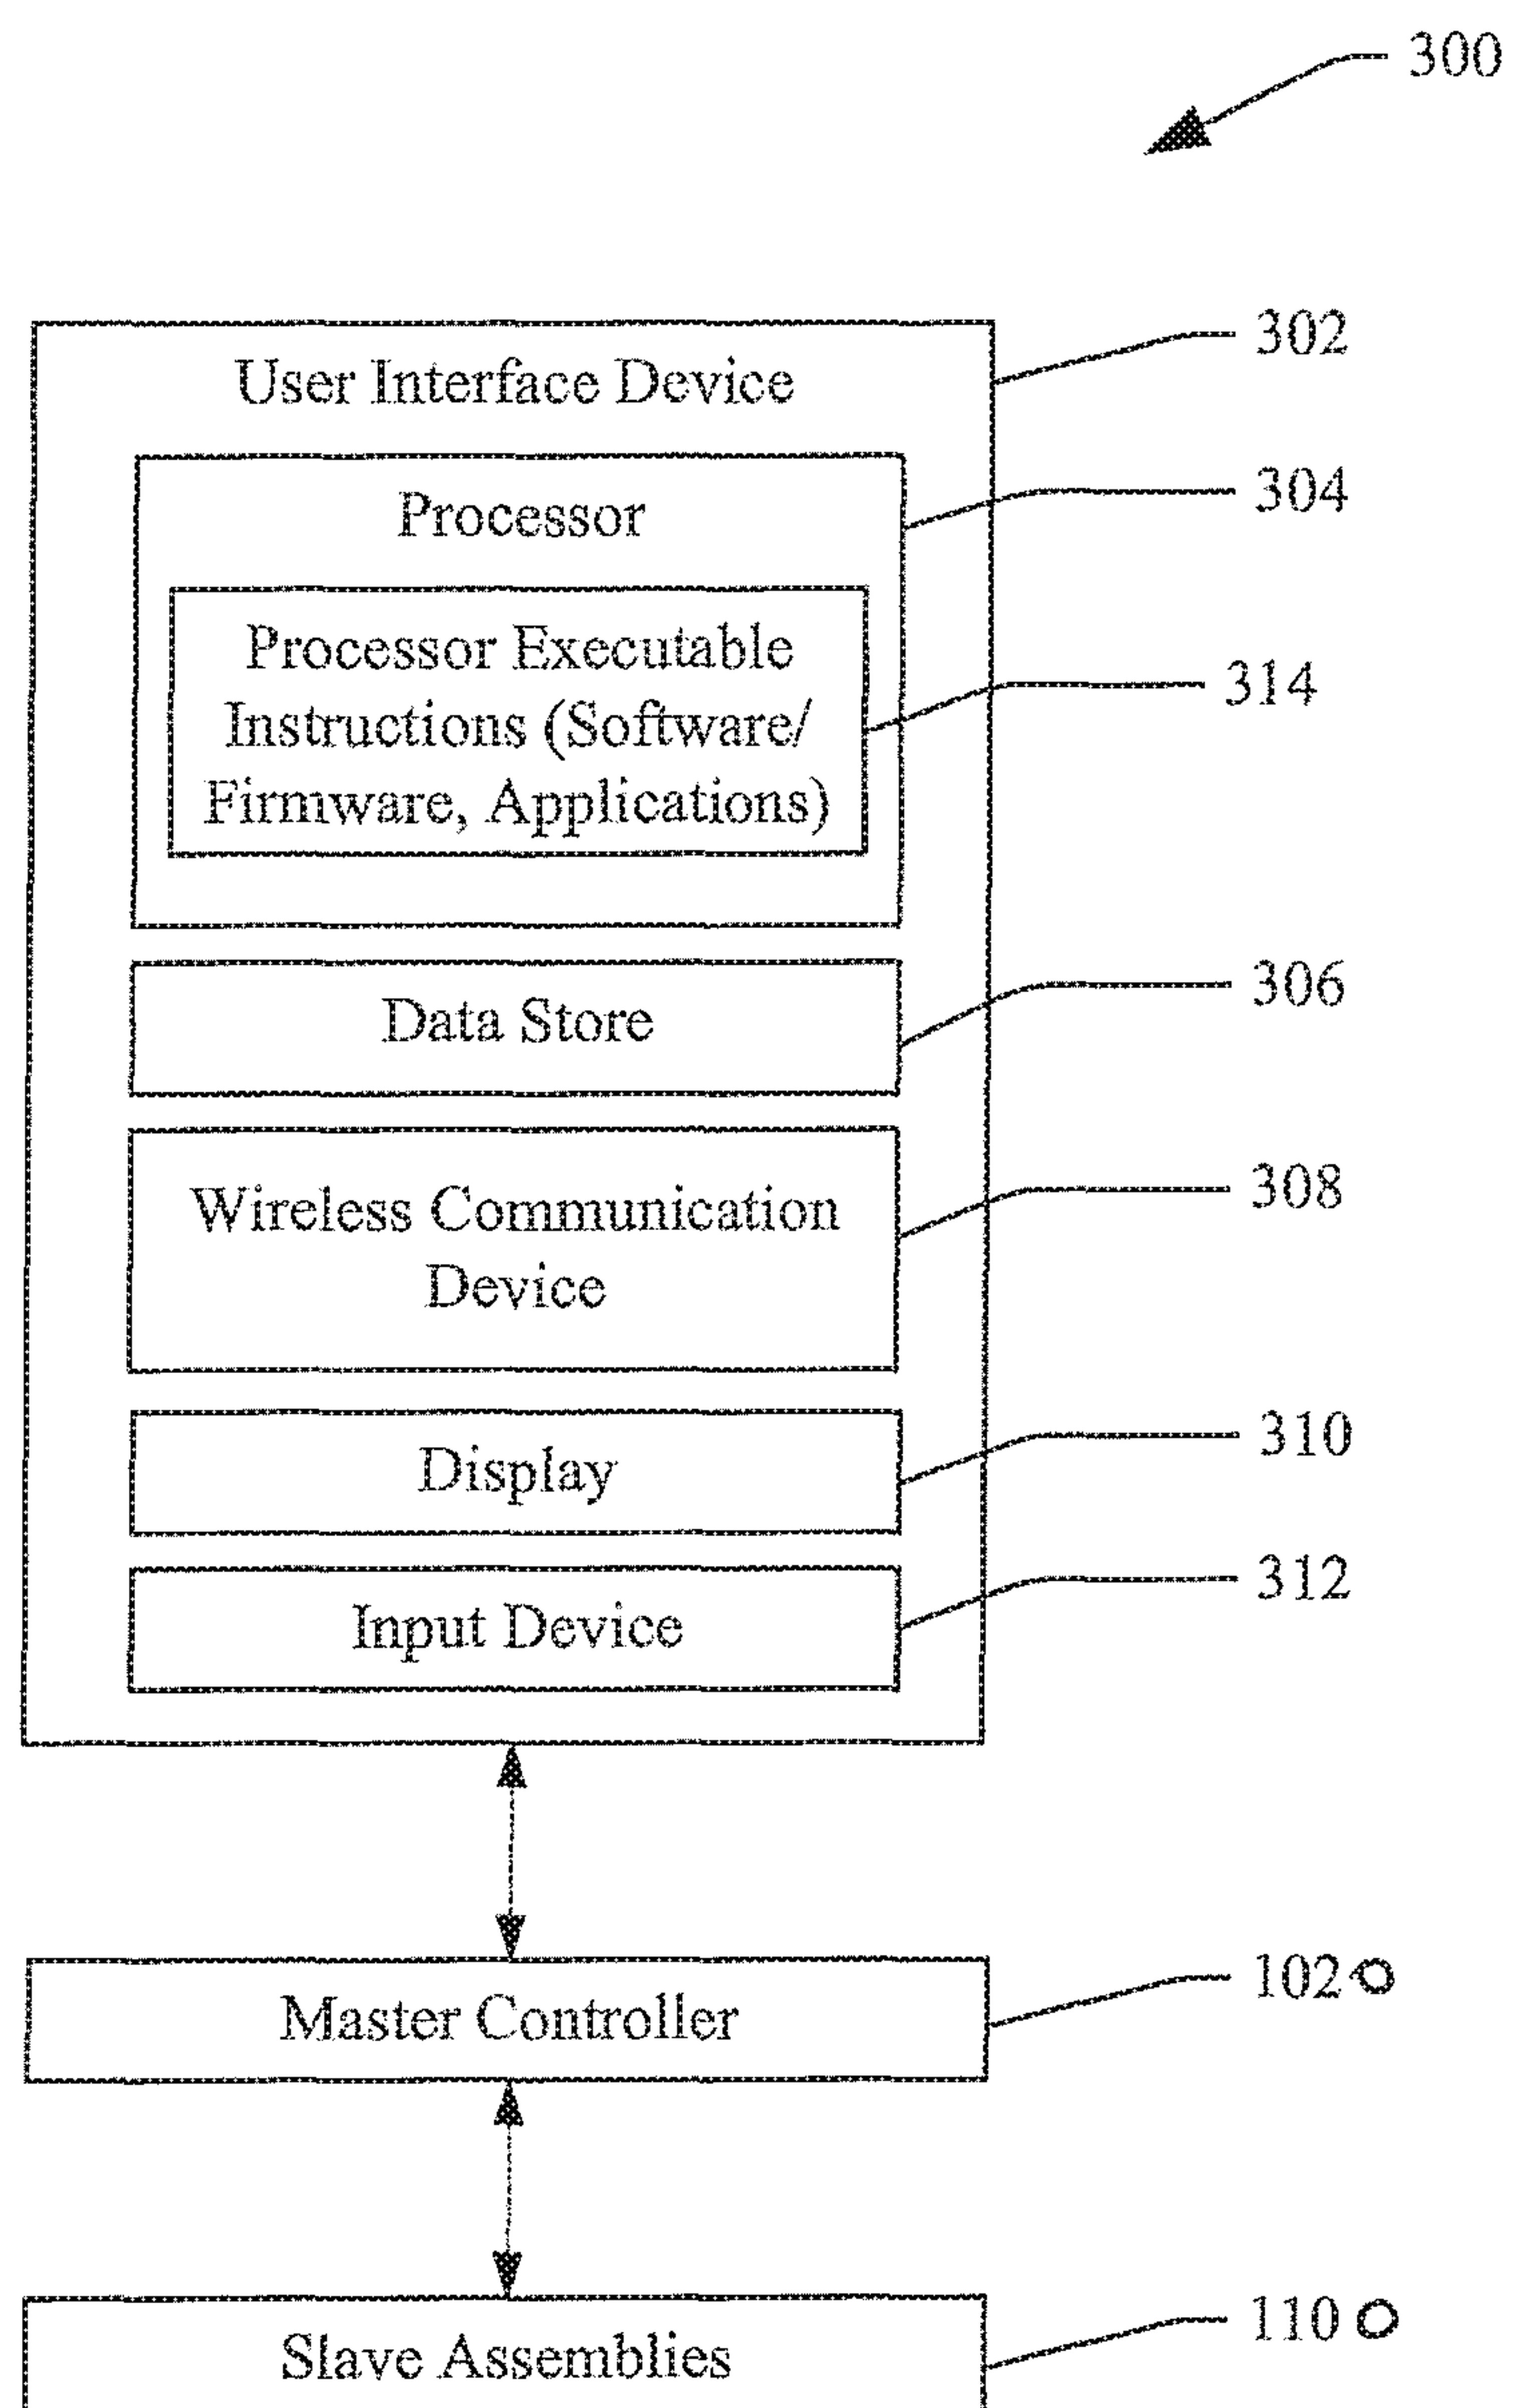 300
User Interface Device
302
Processor
304
Processor Executable
Instructions (Software/
Firmware, Applications)
314
Data Store
306
Wireless Communication
Device
308
Display
310
Input Device
312
Master Controller
102
Slave Assemblies
110